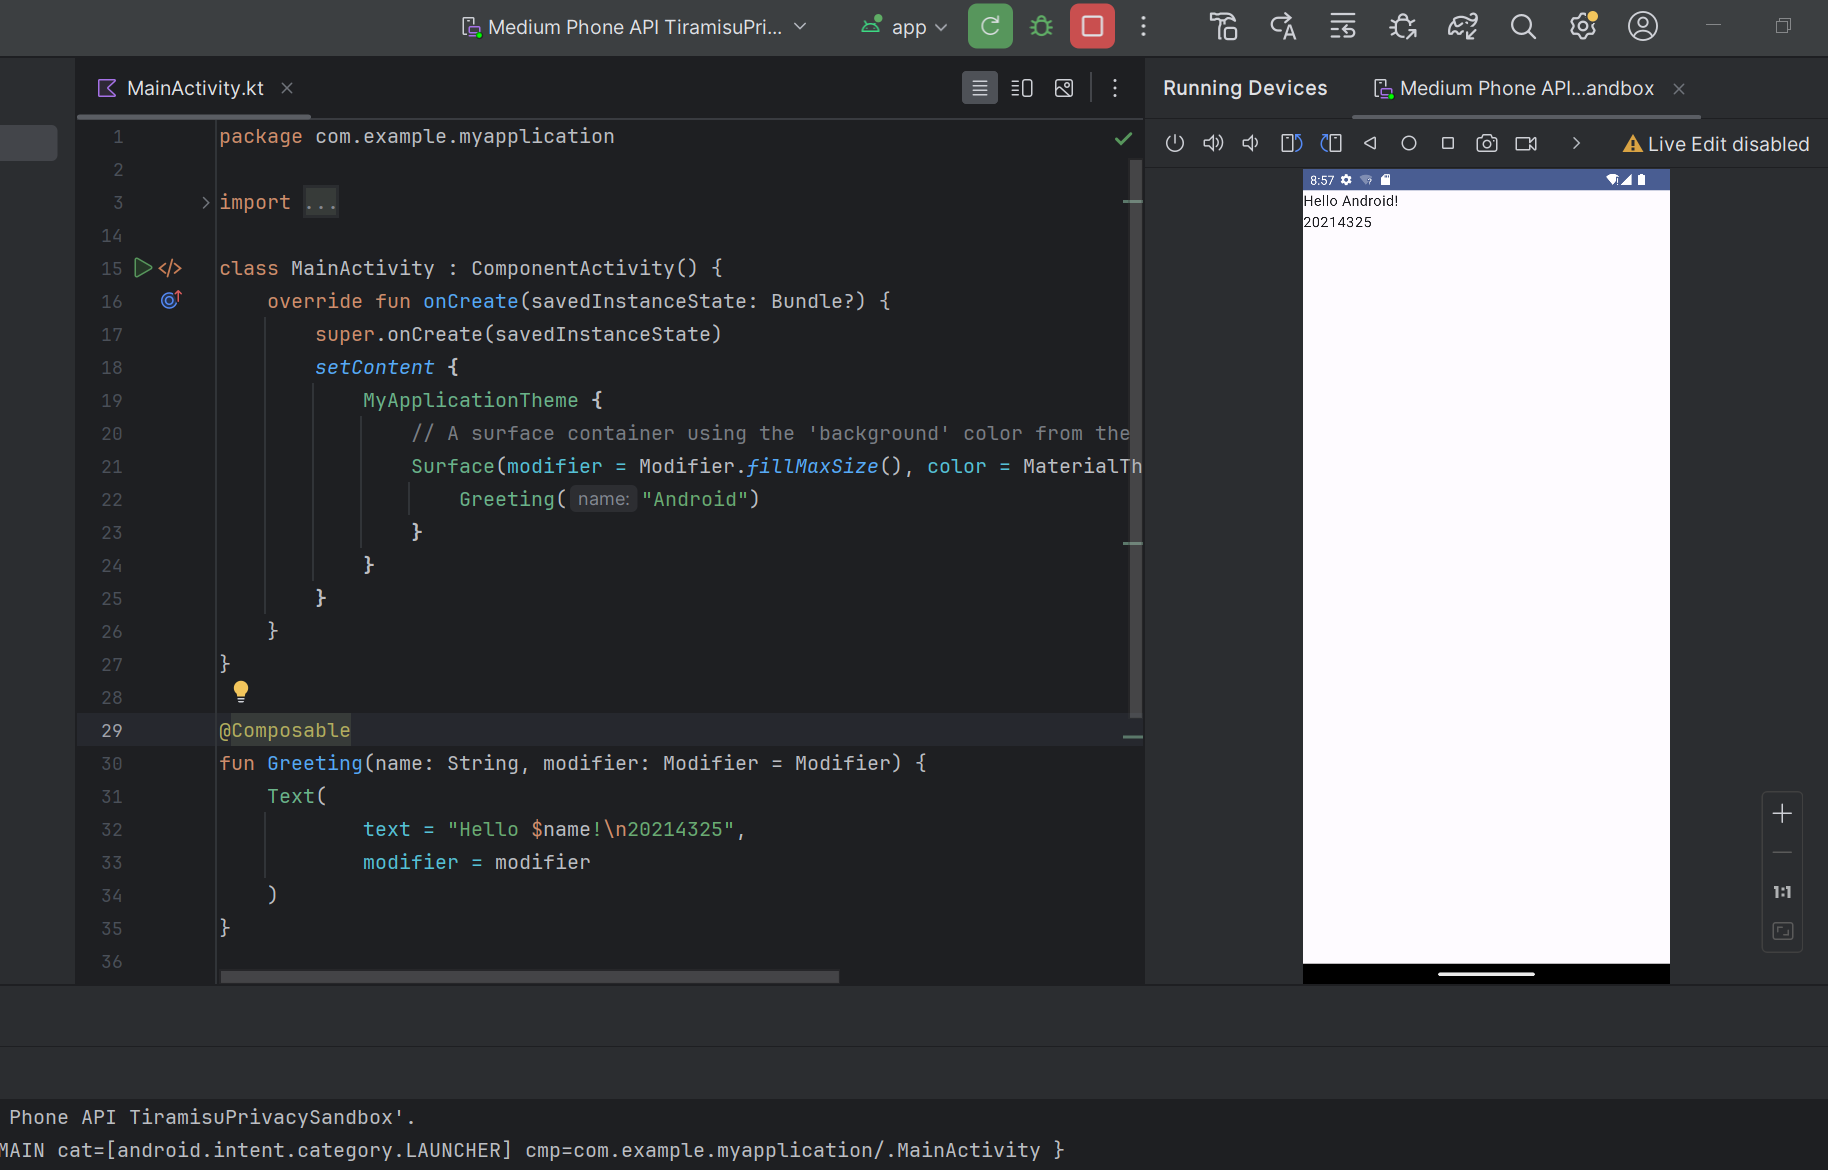 Medium Phone API TiramisuPri...
app
MainActivity.kt
Running Devices
Medium Phone API...andbox
Live Edit disabled
1 package com.example.myapplication
2
3 import ...
14
15 class MainActivity : ComponentActivity() {
16 override fun onCreate(savedInstanceState: Bundle?) {
17 super.onCreate(savedInstanceState)
18 setContent {
19 MyApplicationTheme {
20 // A surface container using the 'background' color from the
21 Surface(modifier = Modifier.fillMaxSize(), color = MaterialTh
22 Greeting( name: "Android")
23 }
24 }
25 }
26 }
27 }
28
29 @Composable
30 fun Greeting(name: String, modifier: Modifier = Modifier) {
31 Text(
32 text = "Hello $name!\n20214325",
33 modifier = modifier
34 )
35 }
36
8:57
Hello Android!
20214325
1:1
Phone API TiramisuPrivacySandbox'.
MAIN cat=[android.intent.category.LAUNCHER] cmp=com.example.myapplication/.MainActivity }